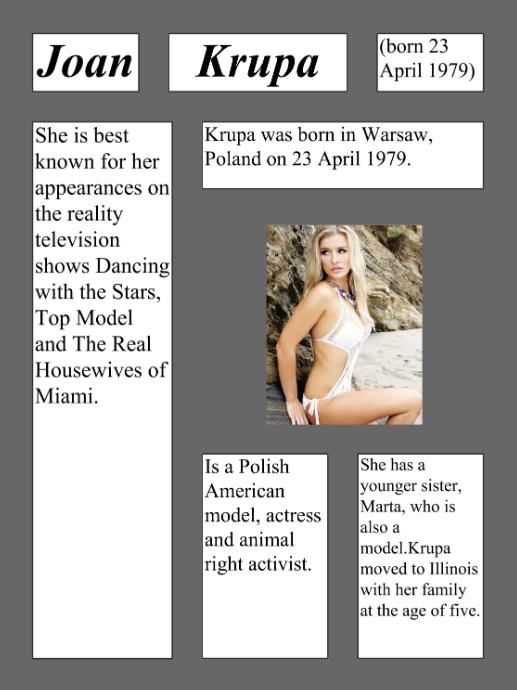 Joan Krupa
(born 23
April 1979)
She is best
known for her
appearances on
the reality
television
shows Dancing
with the Stars,
Top Model
and The Real
Housewives of
Miami.
Krupa was born in Warsaw,
Poland on 23 April 1979.
Is a Polish
American
model, actress
and animal
right activist.
She has a
younger sister,
Marta, who is
also a
model.Krupa
moved to Illinois
with her family
at the age of five.